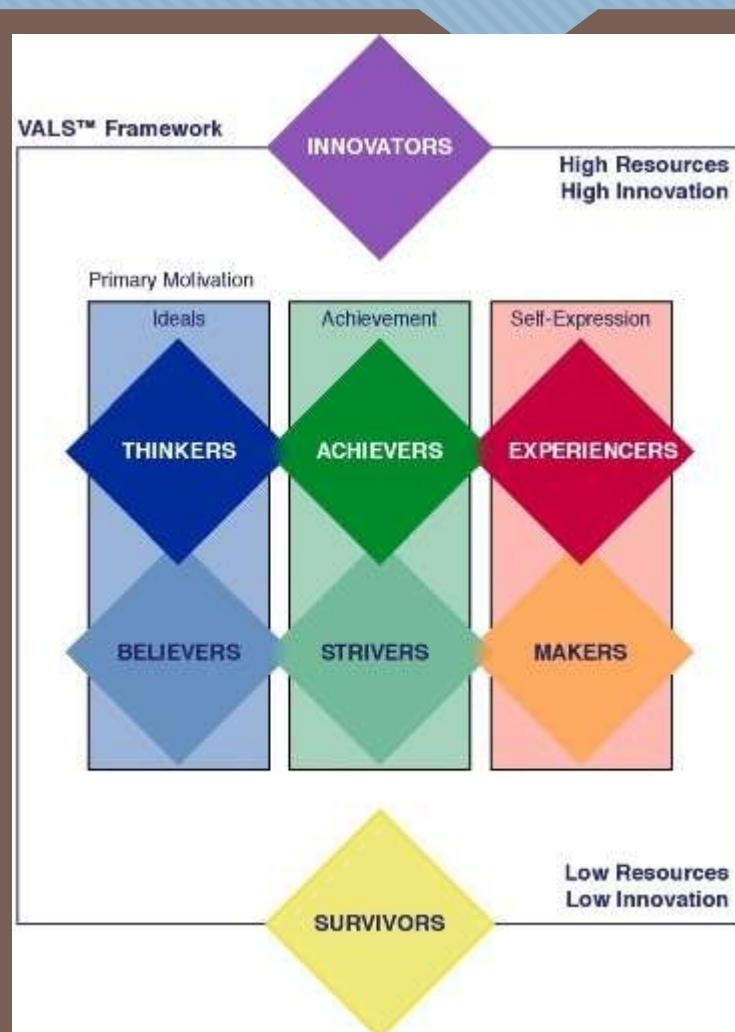 VALS™ Framework
INNOVATORS
High Resources
High Innovation
Primary Motivation
Ideals
Achievement
Self-Expression
THINKERS
ACHIEVERS
EXPERIENCERS
BELIEVERS
STRIVERS
MAKERS
Low Resources
Low Innovation
SURVIVORS